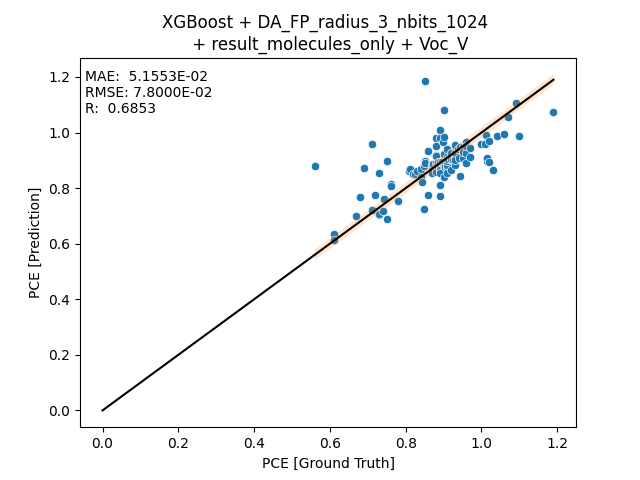 XGBoost + DA_FP_radius_3_nbits_1024
+ result_molecules_only + Voc_V
MAE: 5.1553E-02
RMSE: 7.8000E-02
R: 0.6853
PCE [Prediction]
1.2
1.0
0.8
0.6
0.4
0.2
0.0
0.0 0.2 0.4 0.6 0.8 1.0 1.2
PCE [Ground Truth]